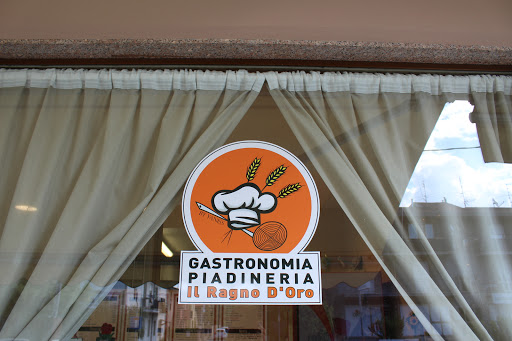 GASTRONOMIA
PIADINERIA
Il Ragno D'Oro